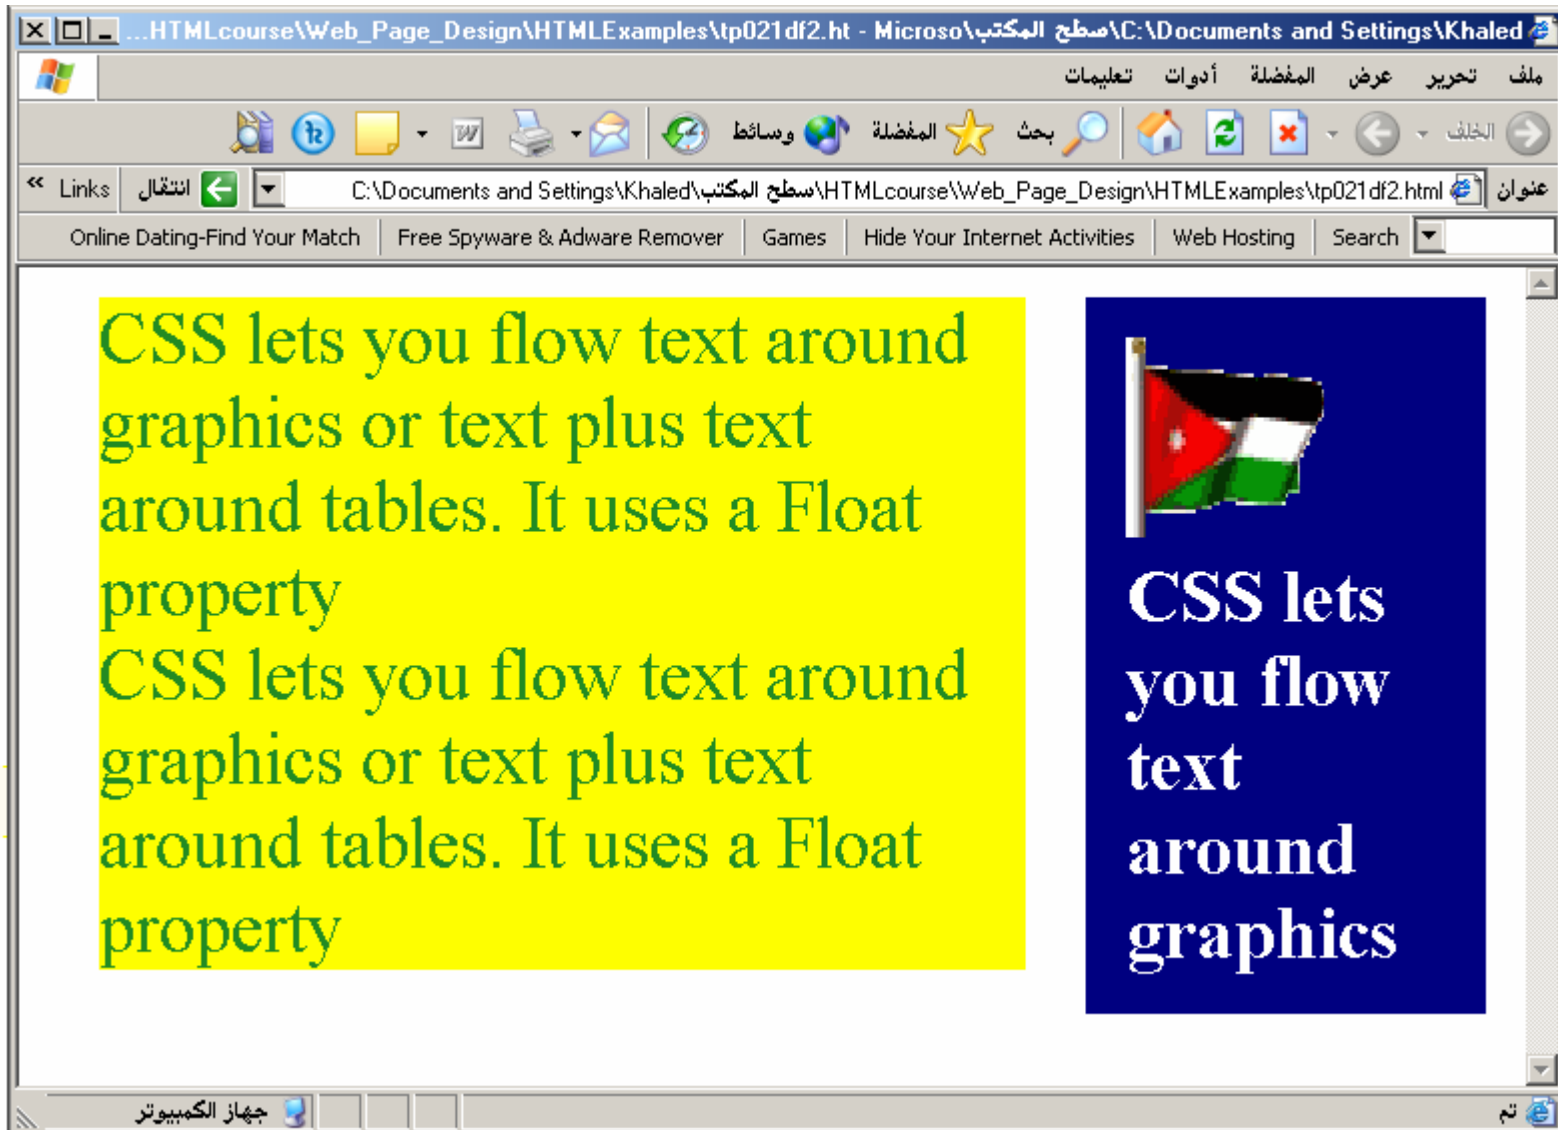 ...HTMLcourse\Web_Page_Design\HTMLExamples\tp021df2.ht - Microso\سطح المكتب\C:\Documents and Settings\Khaled
ملف تحرير عرض المفضلة أدوات تعليمات
الخلف بحث المفضلة وسائط
عنوان C:\Documents and Settings\Khaled\سطح المكتب\HTMLcourse\Web_Page_Design\HTMLExamples\tp021df2.html انتقال Links »
Online Dating-Find Your Match Free Spyware & Adware Remover Games Hide Your Internet Activities Web Hosting Search
CSS lets you flow text around
graphics or text plus text
around tables. It uses a Float
property
CSS lets you flow text around
graphics or text plus text
around tables. It uses a Float
property
CSS lets
you flow
text
around
graphics
تم جهاز الكمبيوتر